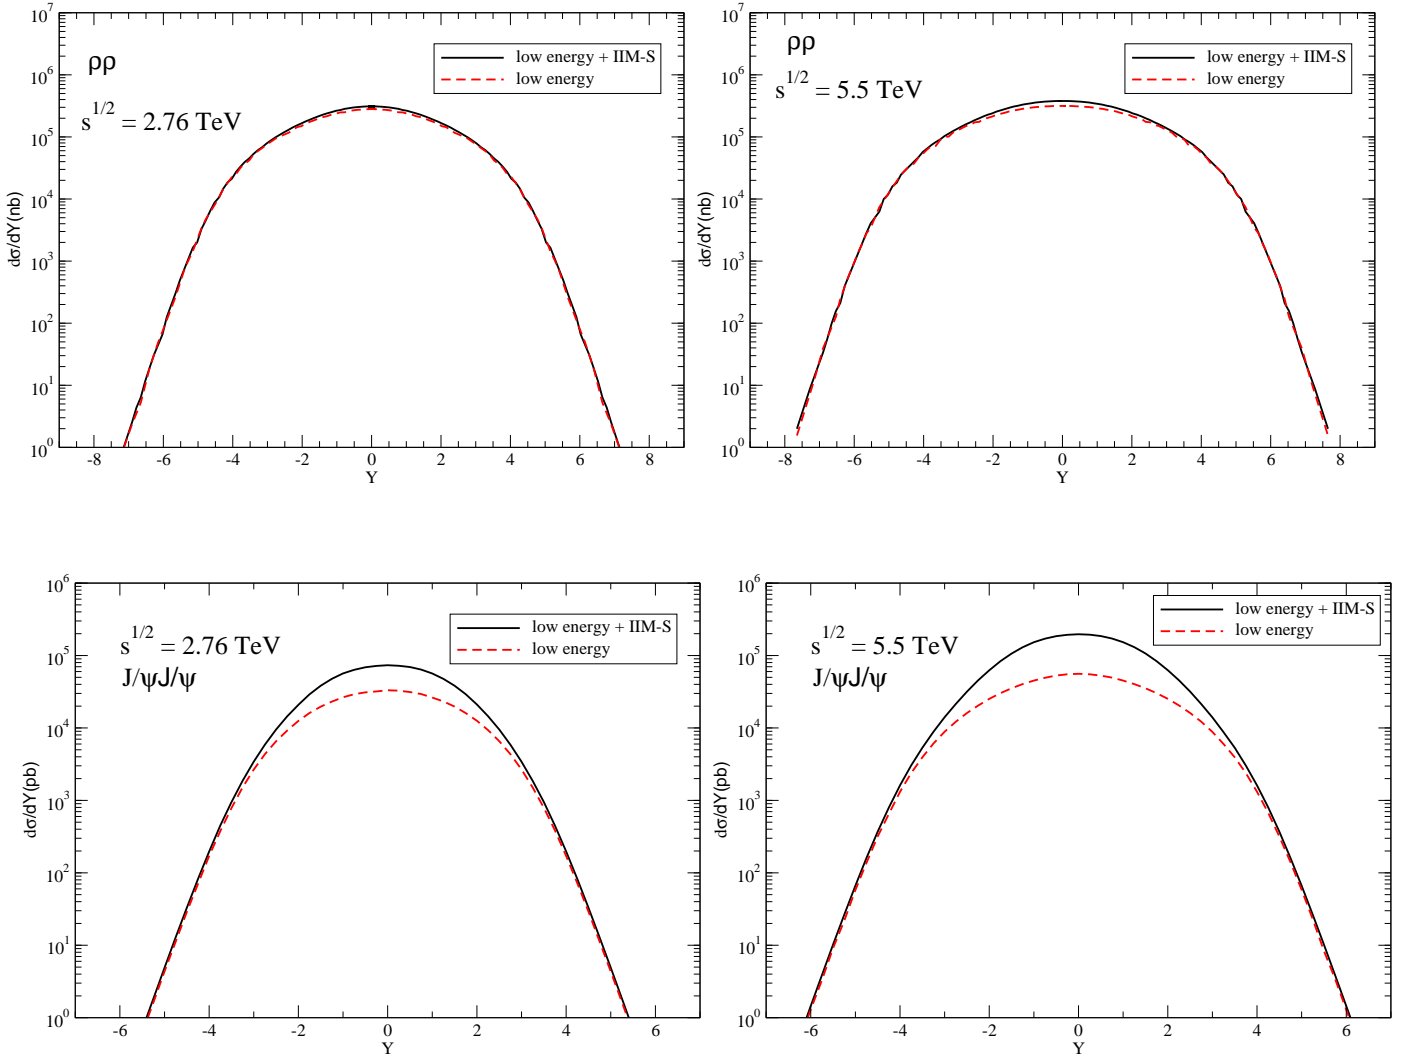 10^7
10^6
10^5
10^4
10^3
10^2
10^1
10^0
dσ/dY(nb)
ρρ
s^{1/2} = 2.76 TeV
low energy + IIM-S
low energy
-8 -6 -4 -2 0 2 4 6 8
Y
10^7
10^6
10^5
10^4
10^3
10^2
10^1
10^0
dσ/dY(nb)
ρρ
s^{1/2} = 5.5 TeV
low energy + IIM-S
low energy
-8 -6 -4 -2 0 2 4 6 8
Y
10^6
10^5
10^4
10^3
10^2
10^1
10^0
dσ/dY(pb)
s^{1/2} = 2.76 TeV
J/ψJ/ψ
low energy + IIM-S
low energy
-6 -4 -2 0 2 4 6
Y
10^6
10^5
10^4
10^3
10^2
10^1
10^0
dσ/dY(pb)
s^{1/2} = 5.5 TeV
J/ψJ/ψ
low energy + IIM-S
low energy
-6 -4 -2 0 2 4 6
Y